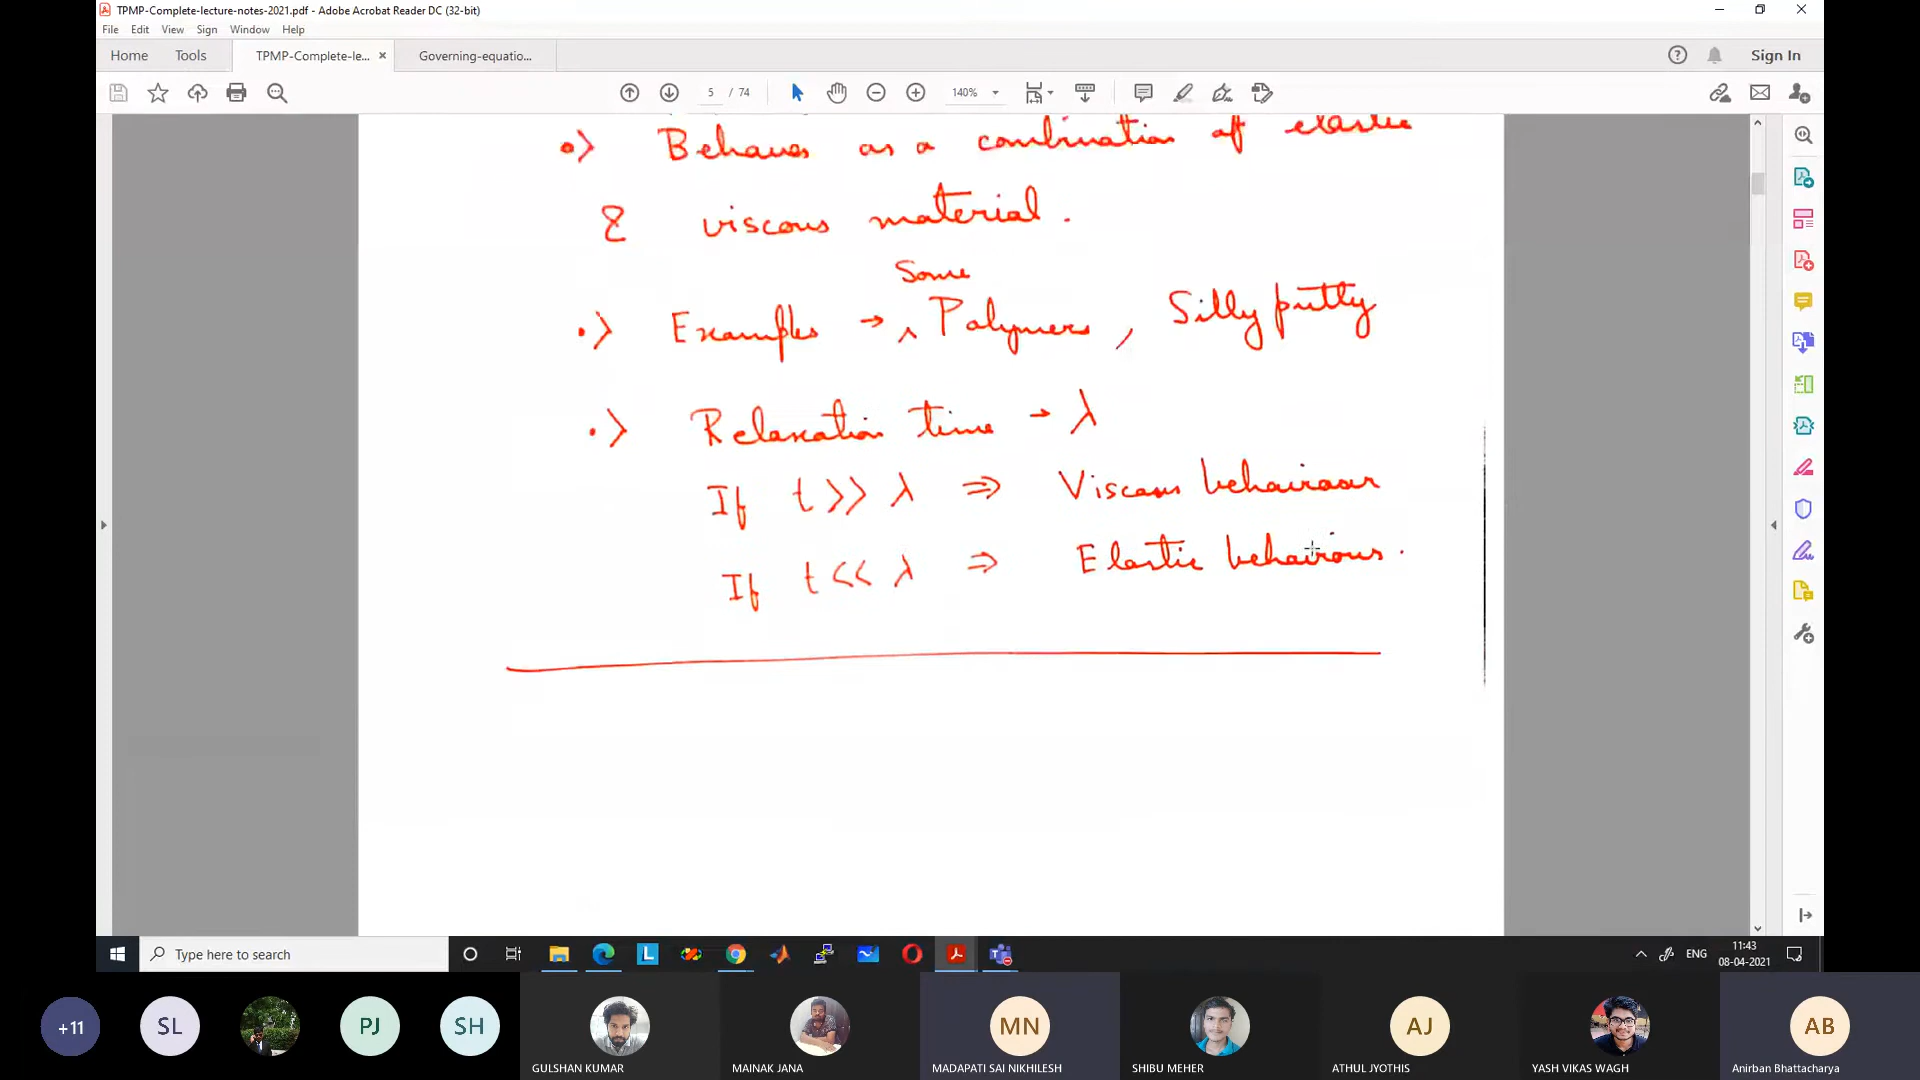 TPMP-Complete-lecture-notes-2021.pdf - Adobe Acrobat Reader DC (32-bit)
File Edit View Sign Window Help
Home Tools TPMP-Complete-le... × Governing-equatio... Sign In
5 / 74 140%
•> Behaves as a combination of elastic
& viscous material.
Some
•> Examples → ^ Polymers, Silly putty
•> Relaxation time → λ
If t >> λ ⇒ Viscous behaviour
If t << λ ⇒ Elastic behaviour.
Type here to search
ENG
11:43
08-04-2021
+11 SL PJ SH MN AJ AB
GULSHAN KUMAR MAINAK JANA MADAPATI SAI NIKHILESH SHIBU MEHER ATHUL JYOTHIS YASH VIKAS WAGH Anirban Bhattacharya